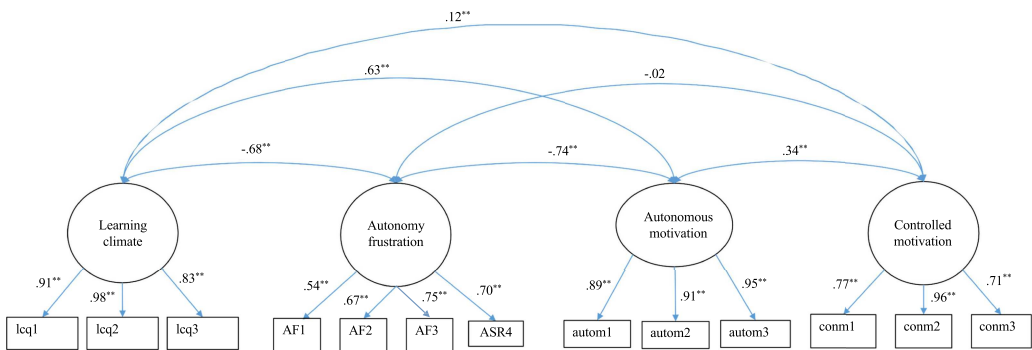 .12**
.63**
-.02
-.68**
-.74**
.34**
Learning
climate
Autonomy
frustration
Autonomous
motivation
Controlled
motivation
.91**
.98**
.83**
.54**
.67**
.75**
.70**
.89**
.91**
.95**
.77**
.96**
.71**
lcq1
lcq2
lcq3
AF1
AF2
AF3
ASR4
autom1
autom2
autom3
conm1
conm2
conm3